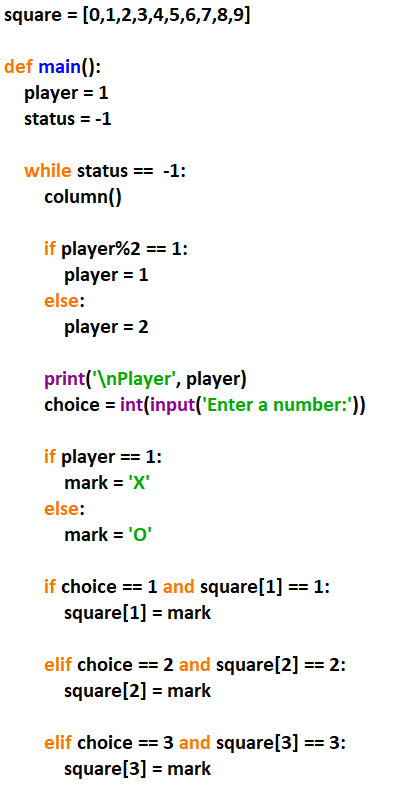 square = [0,1,2,3,4,5,6,7,8,9]
def main():
player = 1
status = -1
while status ==  -1:
column()
if player%2 == 1:
player = 1
else:
player = 2
print('\nPlayer', player)
choice = int(input('Enter a number:'))
if player == 1:
mark = 'X'
else:
mark = 'O'
if choice == 1 and square[1] == 1:
square[1] = mark
elif choice == 2 and square[2] == 2:
square[2] = mark
elif choice == 3 and square[3] == 3:
square[3] = mark